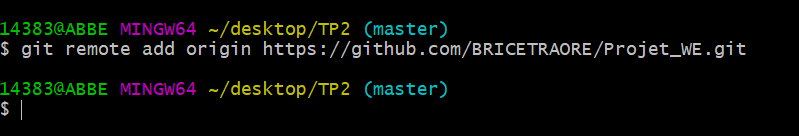 14383@ABBE MINGW64 ~/desktop/TP2 (master)
$ git remote add origin https://github.com/BRICETRAORE/Projet_WE.git
14383@ABBE MINGW64 ~/desktop/TP2 (master)
$